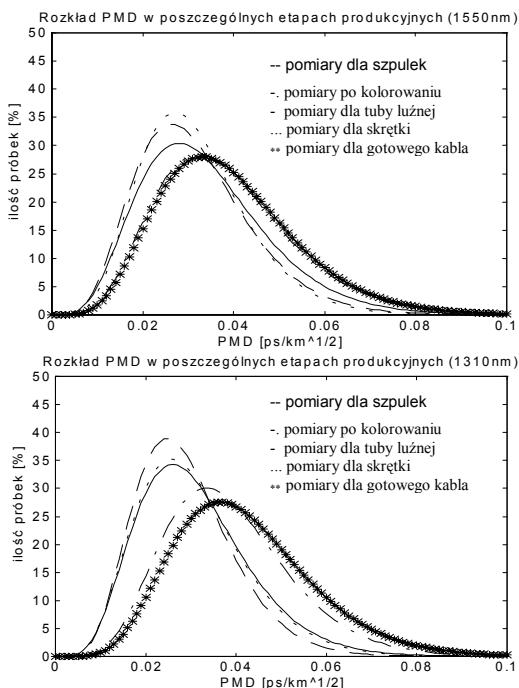 Rozkład PMD w poszczególnych etapach produkcyjnych (1550nm)
50
45
40
35
30
25
20
15
10
5
0
ilość próbek [%]
-- pomiary dla szpulek
-. pomiary po kolorowaniu
- pomiary dla tuby luźnej
... pomiary dla skrętki
** pomiary dla gotowego kabla
0 0.02 0.04 0.06 0.08 0.1
PMD [ps/km^1/2]
Rozkład PMD w poszczególnych etapach produkcyjnych (1310nm)
50
45
40
35
30
25
20
15
10
5
0
ilość próbek [%]
-- pomiary dla szpulek
-. pomiary po kolorowaniu
- pomiary dla tuby luźnej
... pomiary dla skrętki
** pomiary dla gotowego kabla
0 0.02 0.04 0.06 0.08 0.1
PMD [ps/km^1/2]